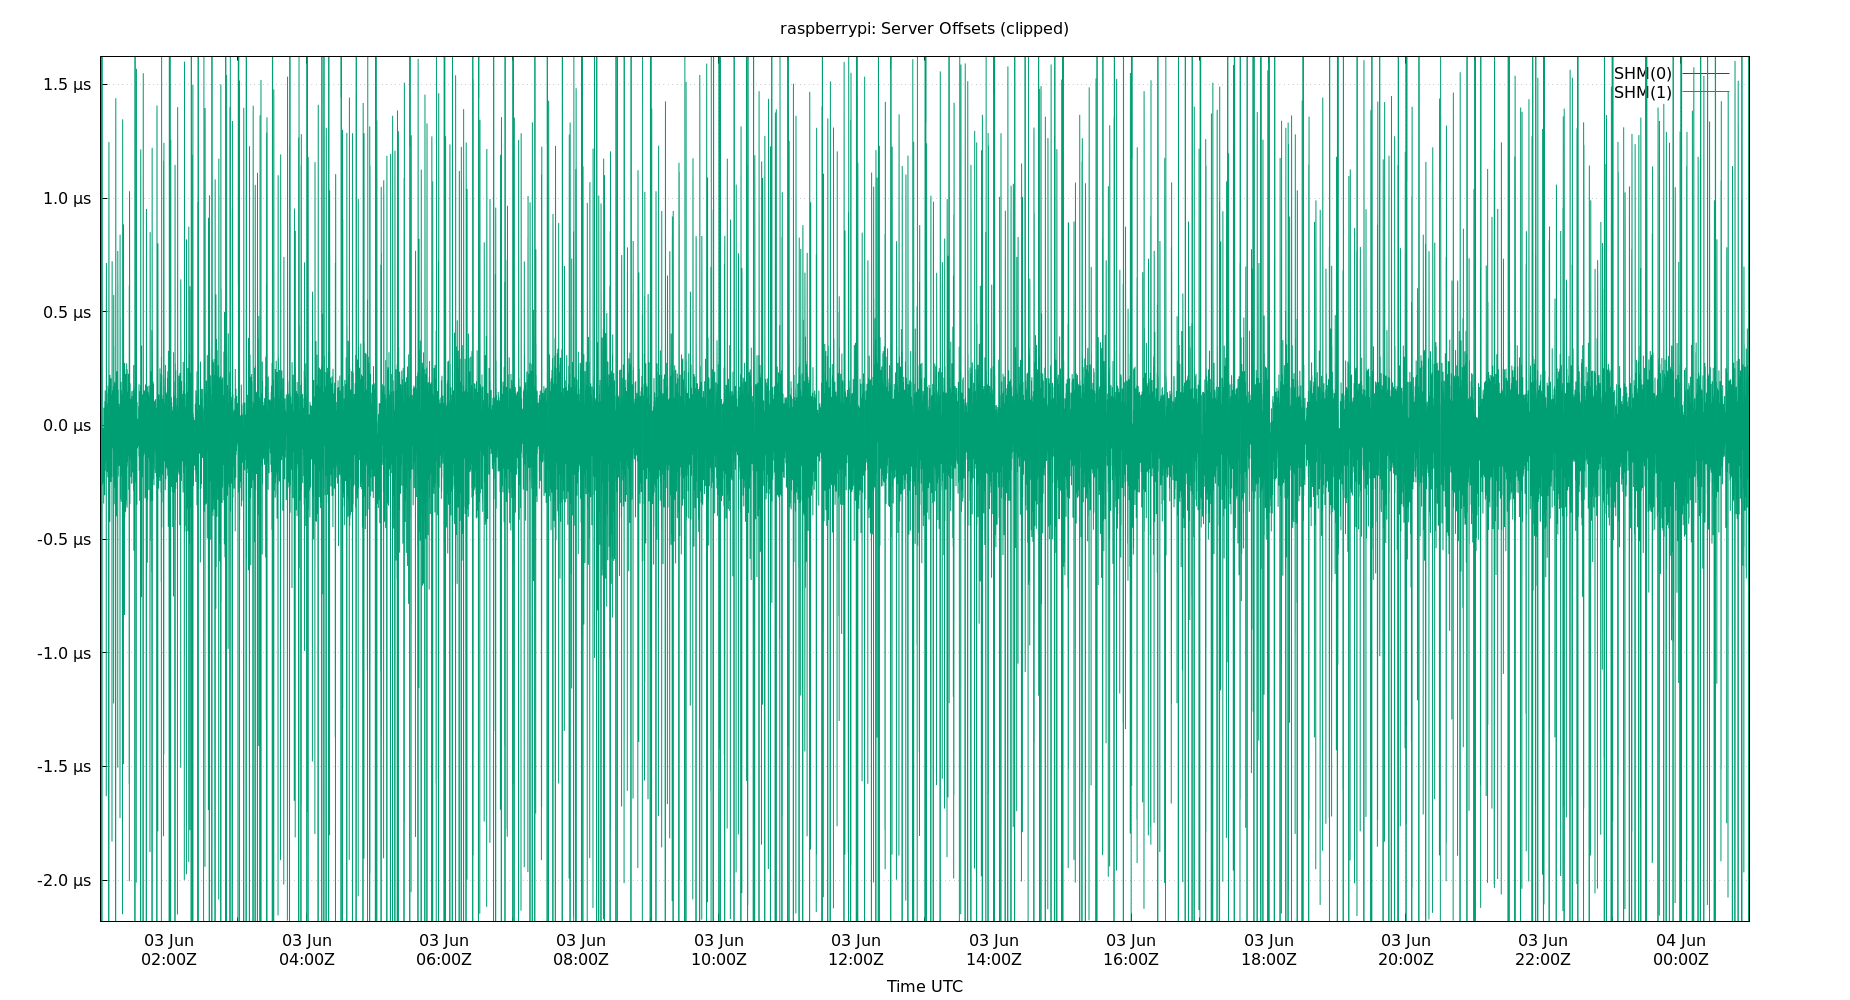 raspberrypi: Server Offsets (clipped)
SHM(0)
SHM(1)
1.5 µs
1.0 µs
0.5 µs
0.0 µs
-0.5 µs
-1.0 µs
-1.5 µs
-2.0 µs
03 Jun 03 Jun 03 Jun 03 Jun 03 Jun 03 Jun 03 Jun 03 Jun 03 Jun 03 Jun 03 Jun 04 Jun
02:00Z 04:00Z 06:00Z 08:00Z 10:00Z 12:00Z 14:00Z 16:00Z 18:00Z 20:00Z 22:00Z 00:00Z
Time UTC